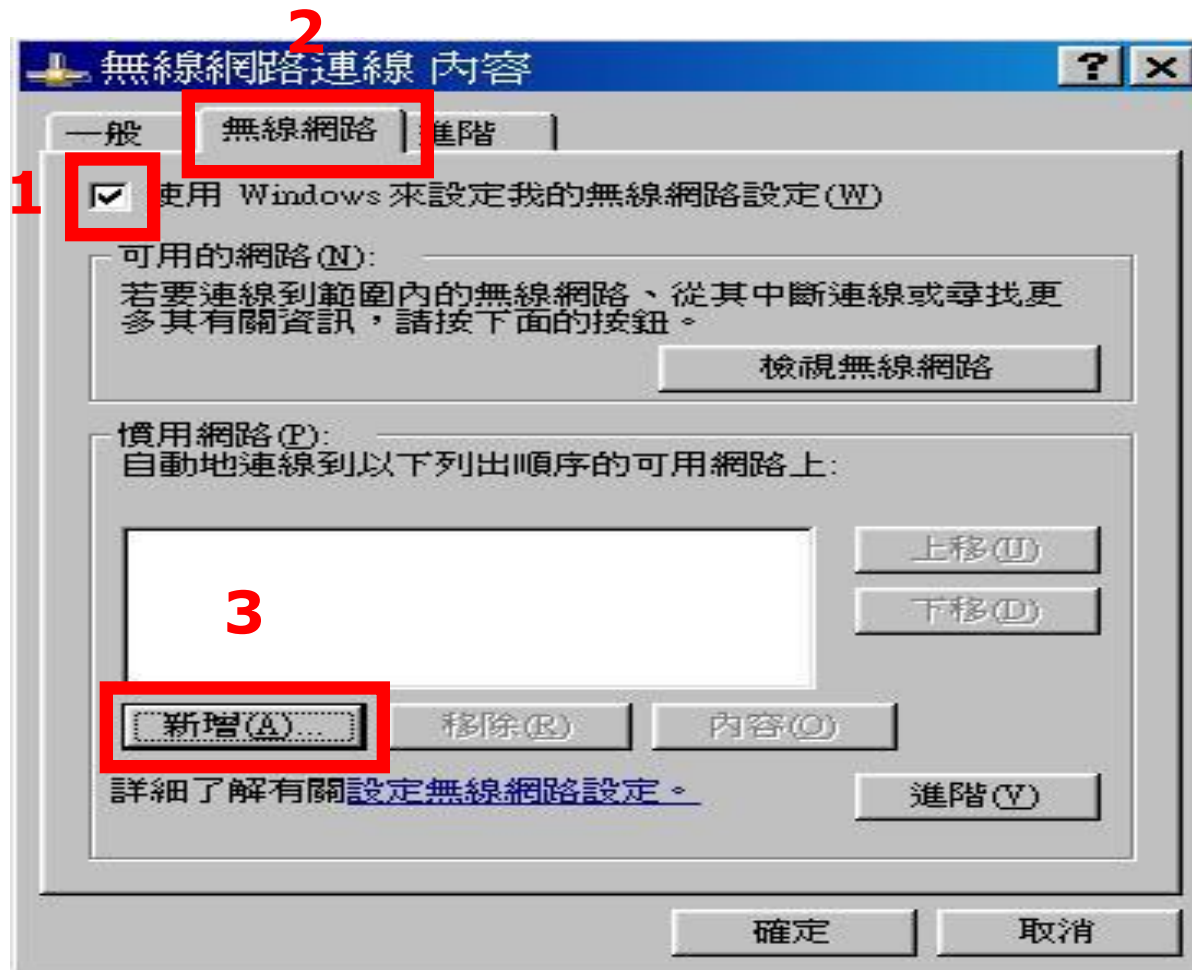 2
無線網路連線 內容
一般 無線網路 進階
1
使用 Windows 來設定我的無線網路設定(W)
可用的網路(N):
若要連線到範圍內的無線網路、從其中斷連線或尋找更
多其有關資訊，請按下面的按鈕。
檢視無線網路
慣用網路(P):
自動地連線到以下列出順序的可用網路上:
上移(U)
下移(D)
3
新增(A)... 移除(R) 內容(O)
詳細了解有關設定無線網路設定。
進階(V)
確定 取消